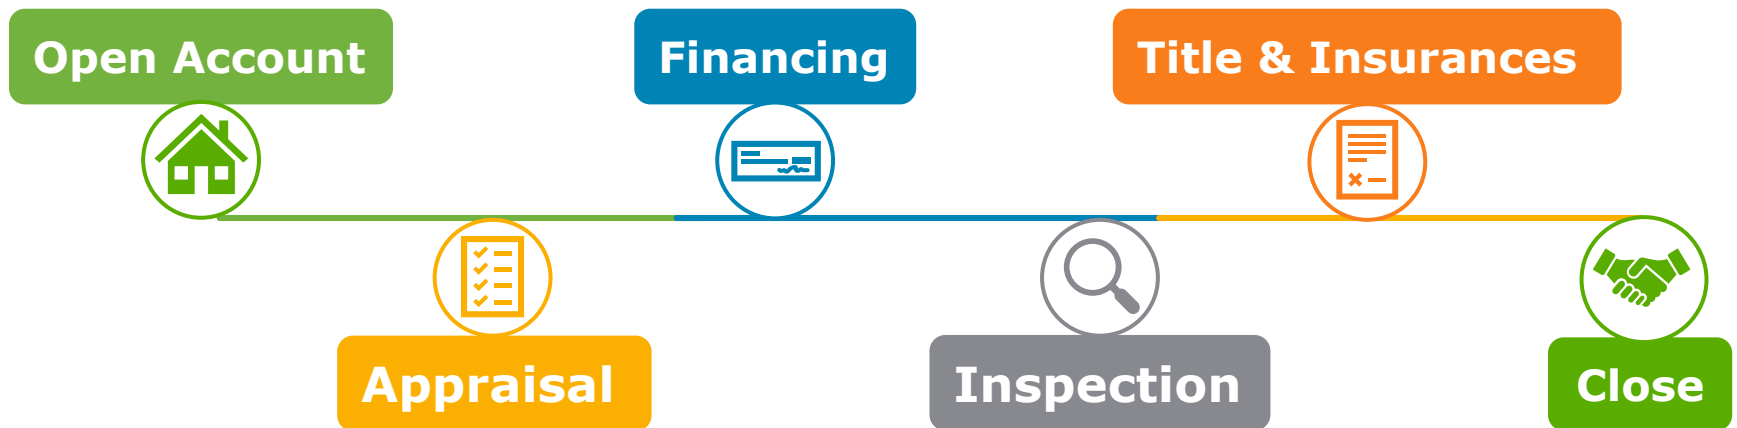 Open Account
Financing
Title & Insurances
Appraisal
Inspection
Close